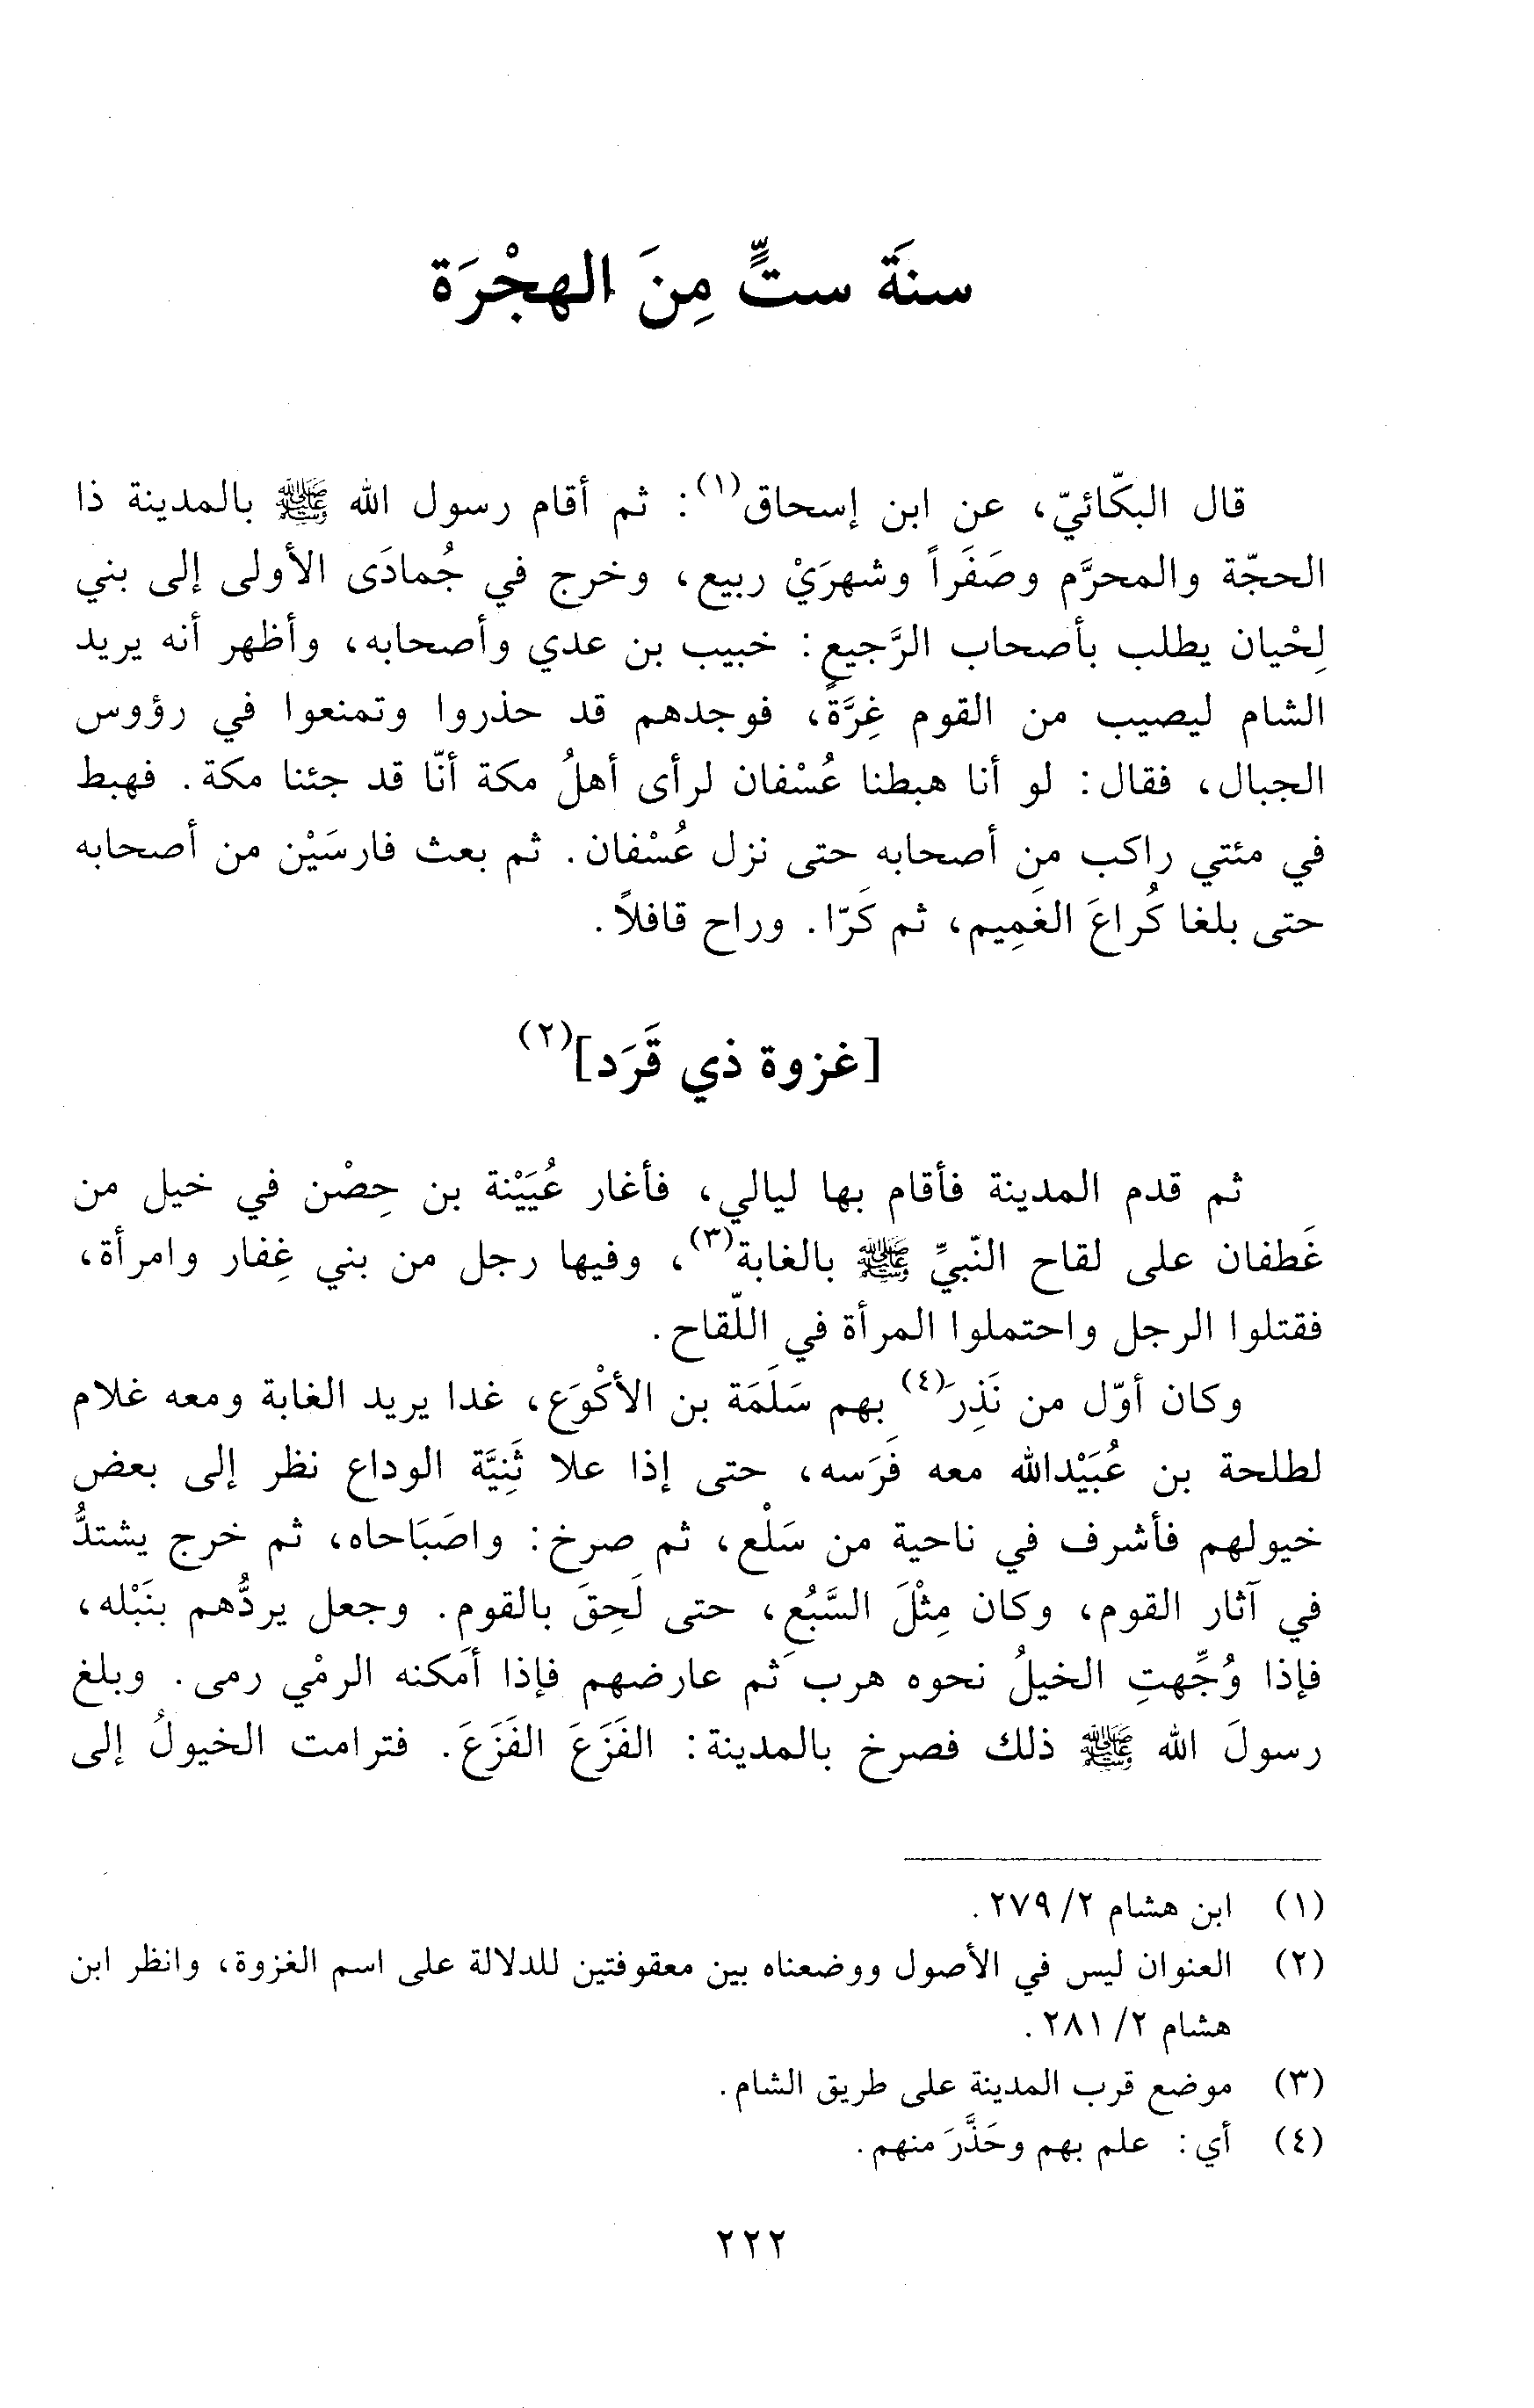 سنَة ستٍّ مِنَ الهجْرَة
قال البكّائيّ، عن ابن إسحاق(١): ثم أقام رسول الله ﷺ بالمدينة ذا
الحجّة والمحرَّم وصَفَراً وشهرَيْ ربيع، وخرج في جُمادَى الأولى إلى بني
لِحْيان يطلب بأصحاب الرَّجيع: خبيب بن عدي وأصحابه، وأظهر أنه يريد
الشام ليصيب من القوم غِرَّةً، فوجدهم قد حذروا وتمنعوا في رؤوس
الجبال، فقال: لو أنا هبطنا عُسْفان لرأى أهلُ مكة أنّا قد جئنا مكة. فهبط
في مئتي راكب من أصحابه حتى نزل عُسْفان. ثم بعث فارسَيْن من أصحابه
حتى بلغا كُراعَ الغَمِيم، ثم كَرّا. وراح قافلاً.
[غزوة ذي قَرَد](٢)
ثم قدم المدينة فأقام بها ليالي، فأغار عُيَيْنة بن حِصْن في خيل من
غَطفان على لقاح النّبيِّ ﷺ بالغابة(٣)، وفيها رجل من بني غِفار وامرأة،
فقتلوا الرجل واحتملوا المرأة في اللّقاح.
وكان أوّل من نَذِرَ(٤) بهم سَلَمَة بن الأكْوَع، غدا يريد الغابة ومعه غلام
لطلحة بن عُبَيْدالله معه فَرَسه، حتى إذا علا ثَنِيَّة الوداع نظر إلى بعض
خيولهم فأشرف في ناحية من سَلْع، ثم صرخ: واصَبَاحاه، ثم خرج يشتدُّ
في آثار القوم، وكان مِثْلَ السَّبُعِ، حتى لَحِقَ بالقوم. وجعل يردُّهم بنَبْله،
فإذا وُجِّهتِ الخيلُ نحوه هرب ثم عارضهم فإذا أمكنه الرمْي رمى. وبلغ
رسولَ الله ﷺ ذلك فصرخ بالمدينة: الفَزَعَ الفَزَعَ. فترامت الخيولُ إلى
(١) ابن هشام ٢/ ٢٧٩.
(٢) العنوان ليس في الأصول ووضعناه بين معقوفتين للدلالة على اسم الغزوة، وانظر ابن
هشام ٢/ ٢٨١.
(٣) موضع قرب المدينة على طريق الشام.
(٤) أي: علم بهم وحَذَّرَ منهم.
٢٢٢